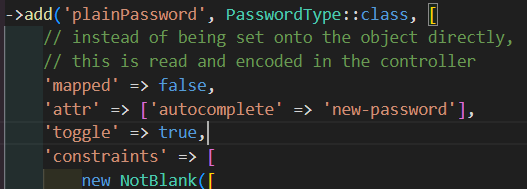 ->add('plainPassword', PasswordType::class, [
// instead of being set onto the object directly,
// this is read and encoded in the controller
'mapped' => false,
'attr' => ['autocomplete' => 'new-password'],
'toggle' => true,
'constraints' => [
new NotBlank([